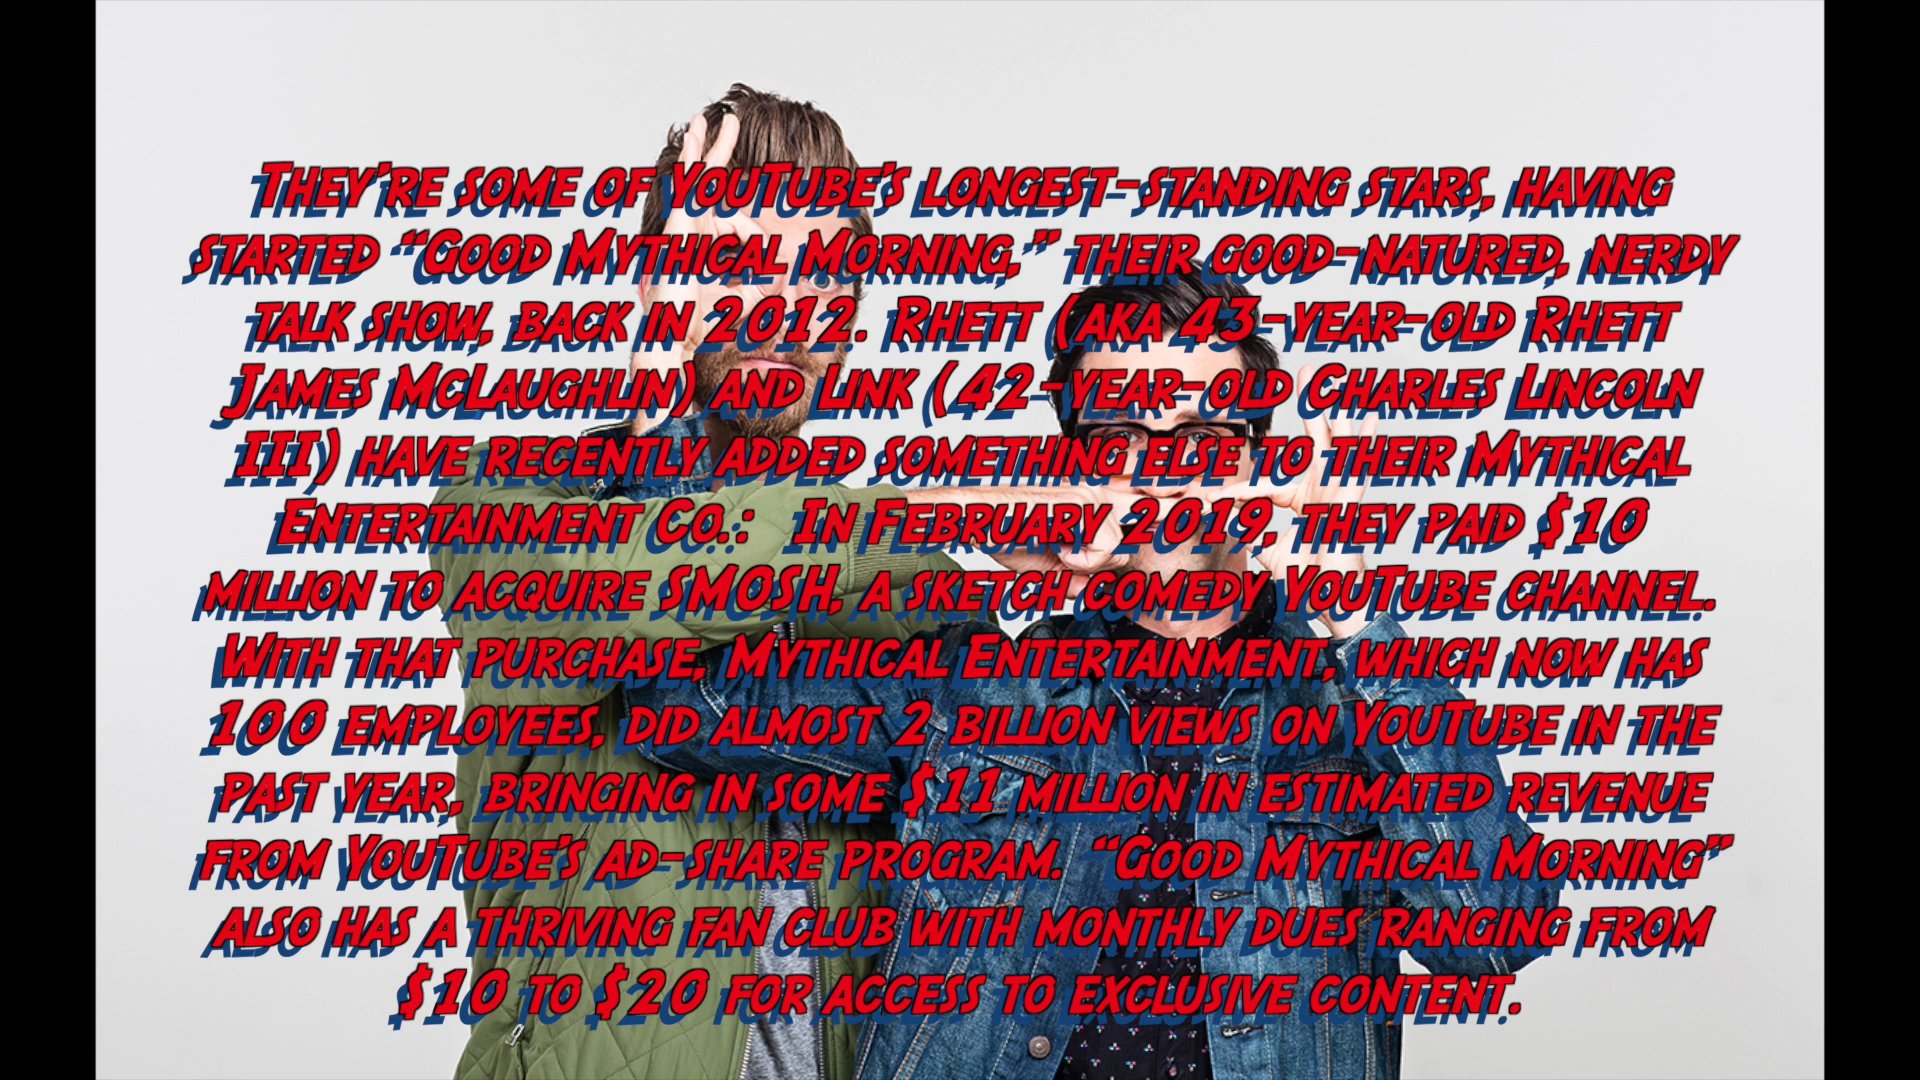 They're some of YouTube's longest-standing stars, having
started “Good Mythical Morning,” their good-natured, nerdy
talk show, back in 2012. Rhett (aka 43-year-old Rhett
James McLaughlin) and Link (42-year-old Charles Lincoln
III) have recently added something else to their Mythical
Entertainment Co.: In February 2019, they paid $10
million to acquire SMOSH, a sketch comedy YouTube channel.
With that purchase, Mythical Entertainment, which now has
100 employees, did almost 2 billion views on YouTube in the
past year, bringing in some $11 million in estimated revenue
from YouTube's ad-share program. “Good Mythical Morning”
also has a thriving fan club with monthly dues ranging from
$10 to $20 for access to exclusive content.